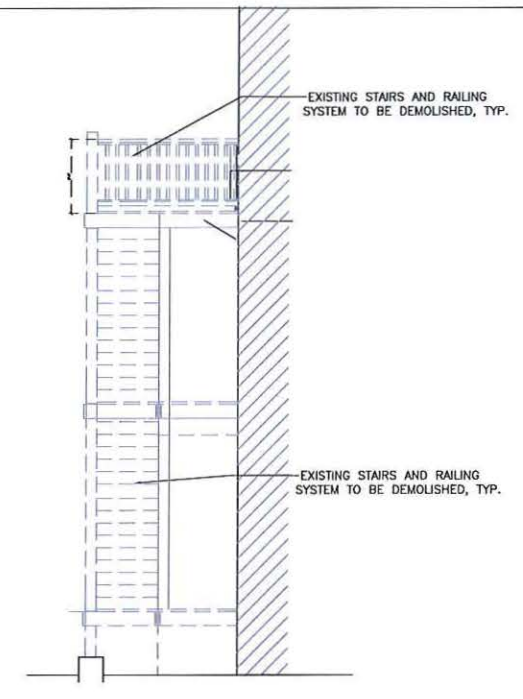 EXISTING STAIRS AND RAILING
SYSTEM TO BE DEMOLISHED, TYP.
EXISTING STAIRS AND RAILING
SYSTEM TO BE DEMOLISHED, TYP.